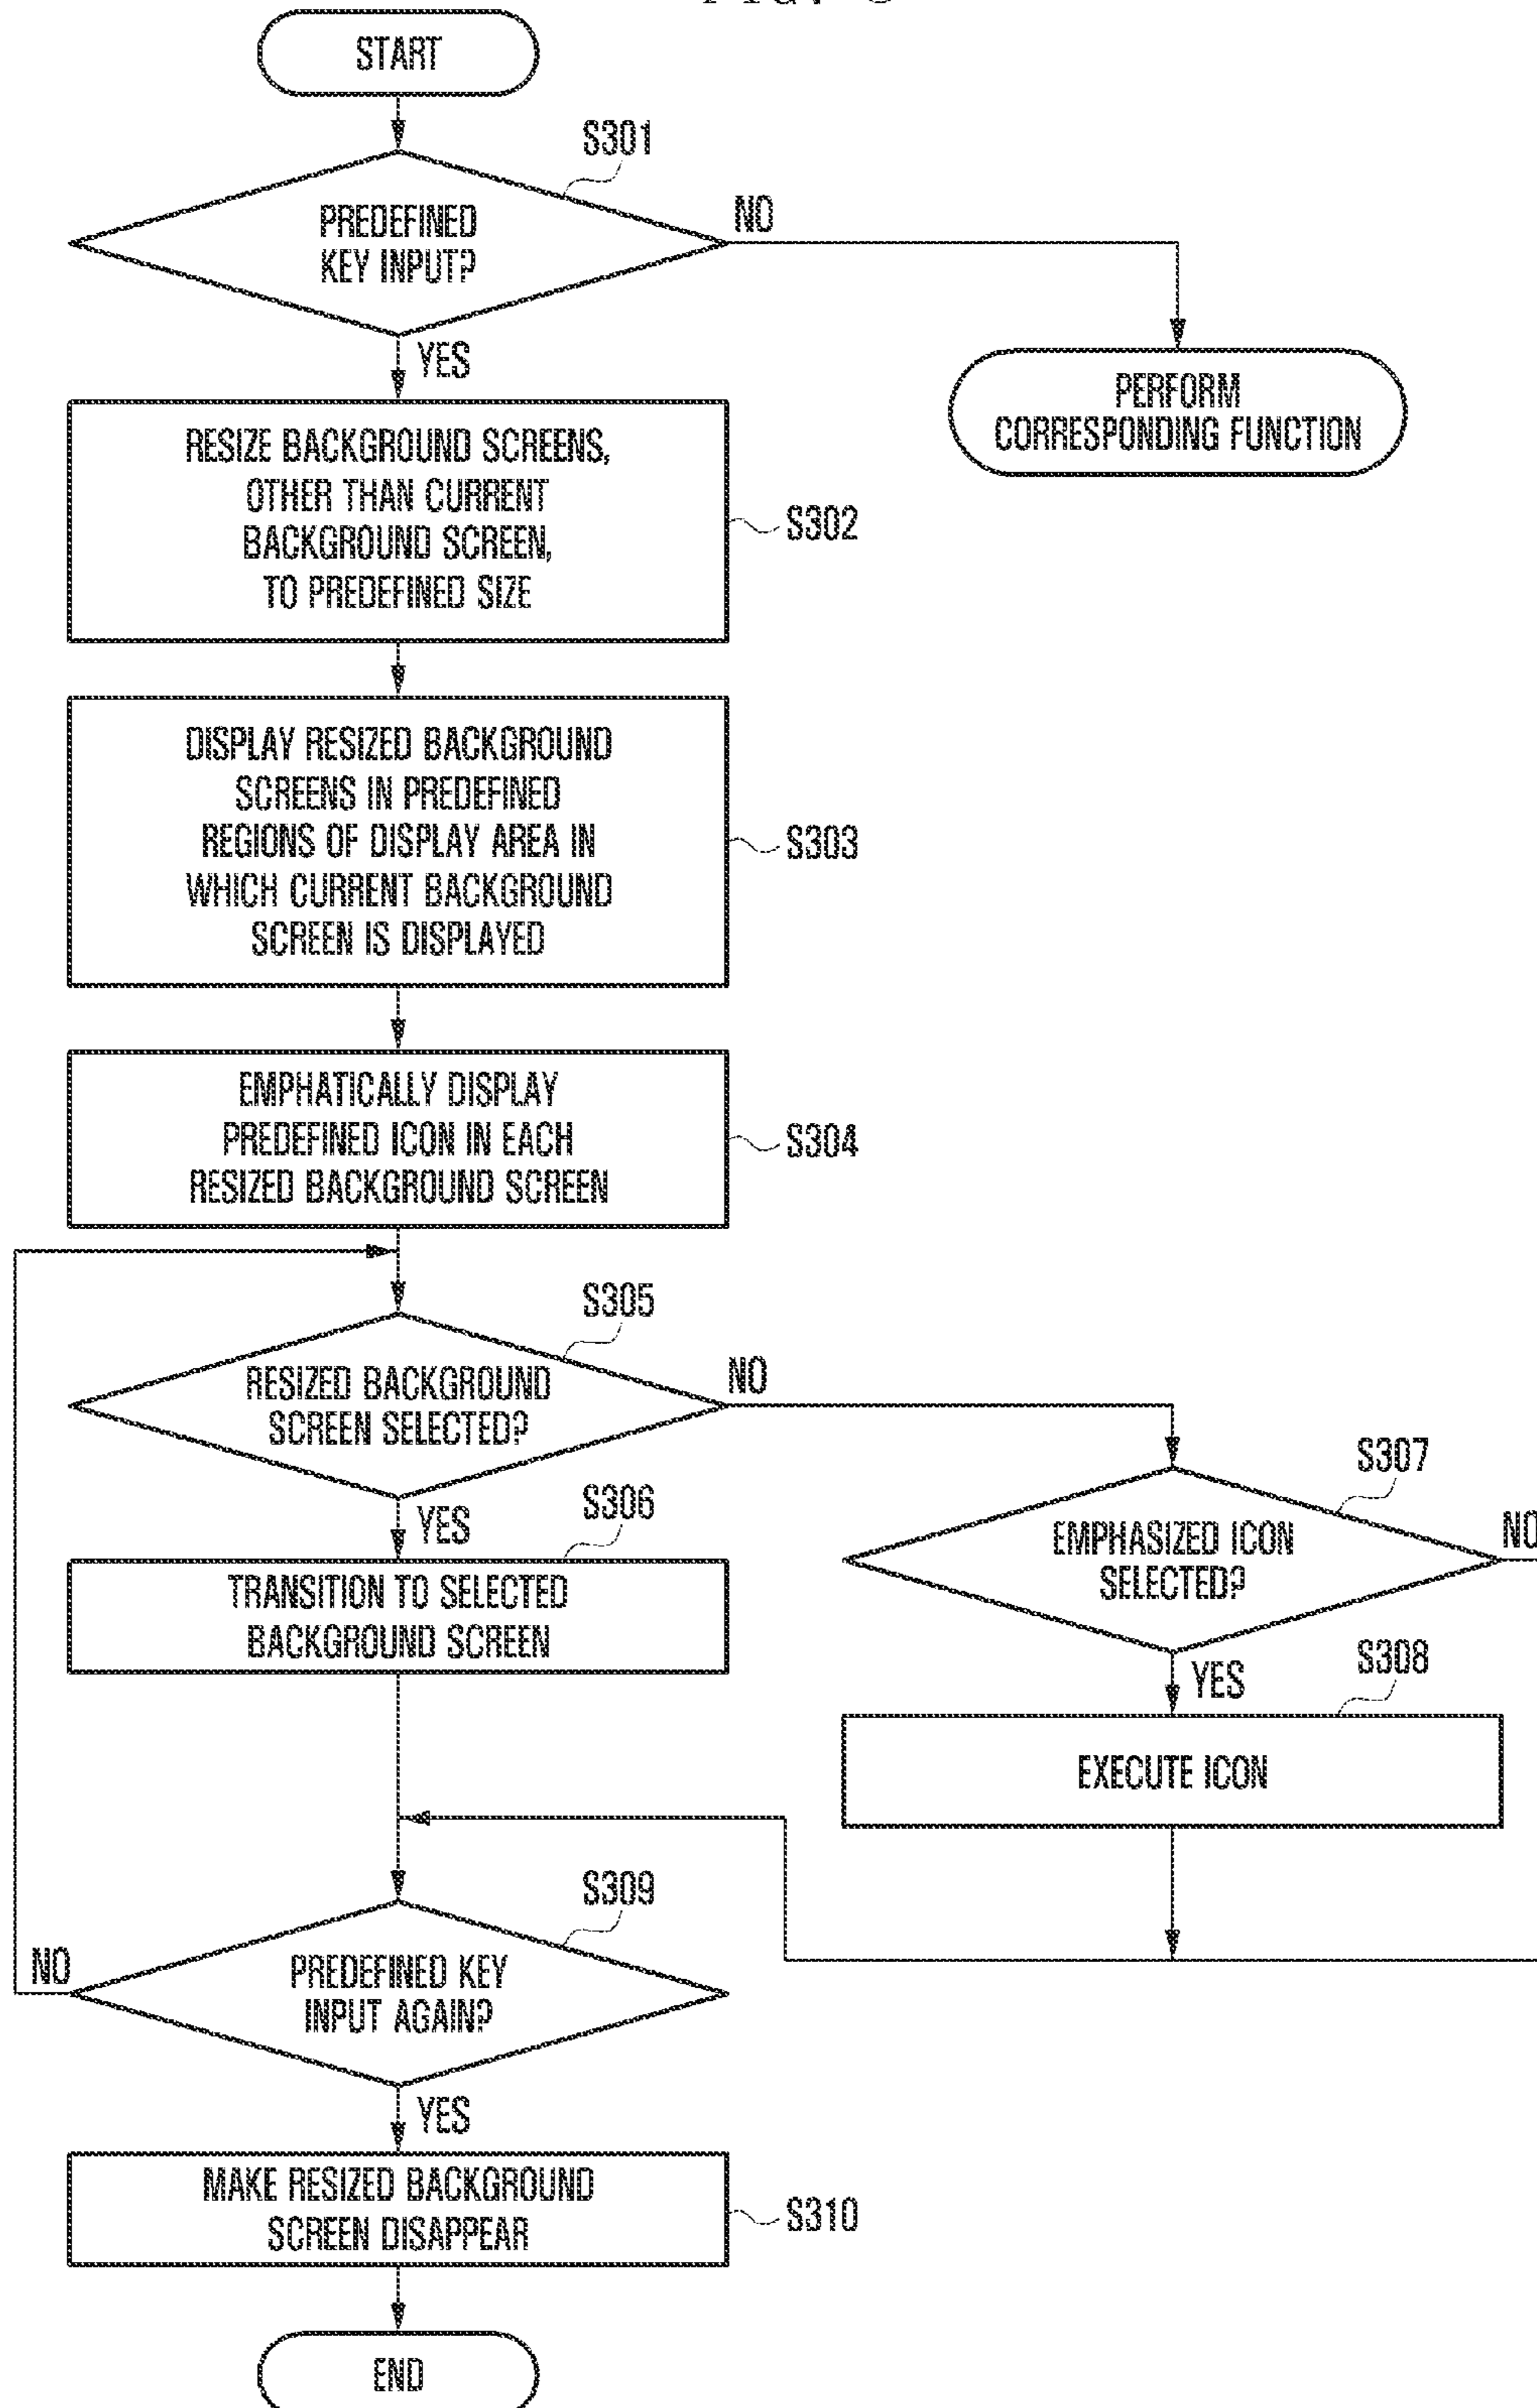 START
S301
PREDEFINED
KEY INPUT?
NO
YES
PERFORM
CORRESPONDING FUNCTION
RESIZE BACKGROUND SCREENS,
OTHER THAN CURRENT
BACKGROUND SCREEN,
TO PREDEFINED SIZE
S302
DISPLAY RESIZED BACKGROUND
SCREENS IN PREDEFINED
REGIONS OF DISPLAY AREA IN
WHICH CURRENT BACKGROUND
SCREEN IS DISPLAYED
S303
EMPHATICALLY DISPLAY
PREDEFINED ICON IN EACH
RESIZED BACKGROUND SCREEN
S304
S305
RESIZED BACKGROUND
SCREEN SELECTED?
NO
YES
S306
TRANSITION TO SELECTED
BACKGROUND SCREEN
S307
EMPHASIZED ICON
SELECTED?
NO
YES
S308
EXECUTE ICON
S309
PREDEFINED KEY
INPUT AGAIN?
NO
YES
MAKE RESIZED BACKGROUND
SCREEN DISAPPEAR
S310
END